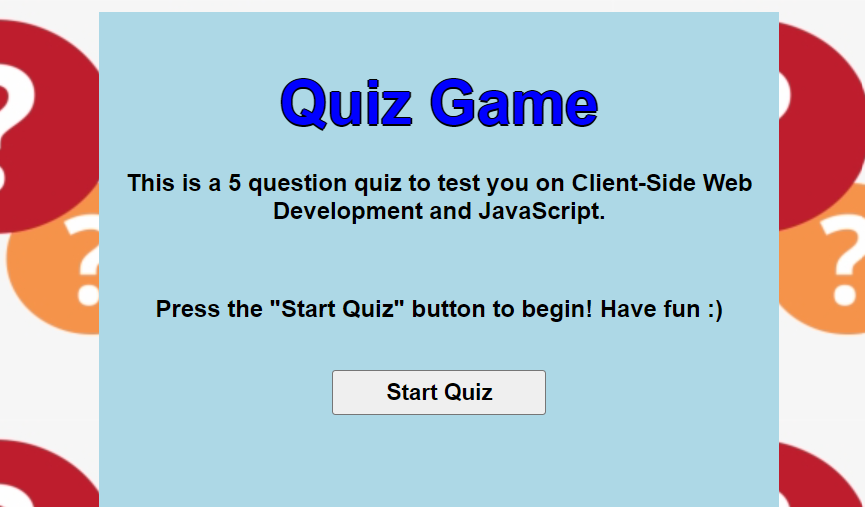 Quiz Game
This is a 5 question quiz to test you on Client-Side Web
Development and JavaScript.
Press the "Start Quiz" button to begin! Have fun :)
Start Quiz
?
?
?
?